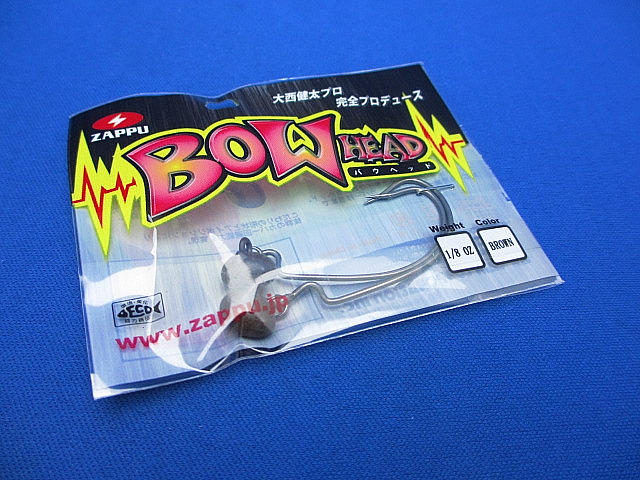 ZAPPU
大西健太プロ
完全プロデュース
BOW HEAD
バウヘッド
Weight
Color
1/8 OZ
BROWN
ECO
www.zappu.jp